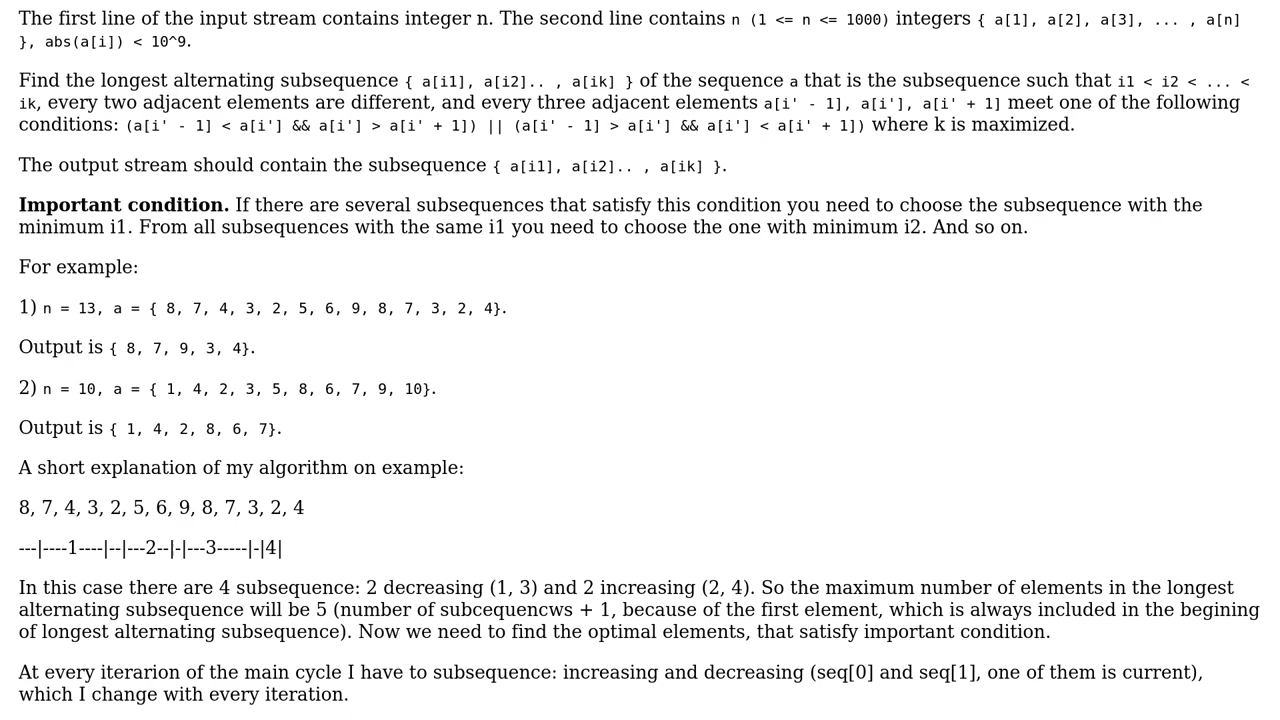 The first line of the input stream contains integer n. The second line contains n (1 <= n <= 1000) integers { a[1], a[2], a[3], ... , a[n]
}, abs(a[i]) < 10^9.
Find the longest alternating subsequence { a[i1], a[i2].. , a[ik] } of the sequence a that is the subsequence such that i1 < i2 < ... <
ik, every two adjacent elements are different, and every three adjacent elements a[i' - 1], a[i'], a[i' + 1] meet one of the following
conditions: (a[i' - 1] < a[i'] && a[i'] > a[i' + 1]) || (a[i' - 1] > a[i'] && a[i'] < a[i' + 1]) where k is maximized.
The output stream should contain the subsequence { a[i1], a[i2].. , a[ik] }.
Important condition. If there are several subsequences that satisfy this condition you need to choose the subsequence with the
minimum i1. From all subsequences with the same i1 you need to choose the one with minimum i2. And so on.
For example:
1) n = 13, a = { 8, 7, 4, 3, 2, 5, 6, 9, 8, 7, 3, 2, 4}.
Output is { 8, 7, 9, 3, 4}.
2) n = 10, a = { 1, 4, 2, 3, 5, 8, 6, 7, 9, 10}.
Output is { 1, 4, 2, 8, 6, 7}.
A short explanation of my algorithm on example:
8, 7, 4, 3, 2, 5, 6, 9, 8, 7, 3, 2, 4
---|----1----|--|---2--|-|---3-----|-|4|
In this case there are 4 subsequence: 2 decreasing (1, 3) and 2 increasing (2, 4). So the maximum number of elements in the longest
alternating subsequence will be 5 (number of subcequencws + 1, because of the first element, which is always included in the begining
of longest alternating subsequence). Now we need to find the optimal elements, that satisfy important condition.
At every iterarion of the main cycle I have to subsequence: increasing and decreasing (seq[0] and seq[1], one of them is current),
which I change with every iteration.